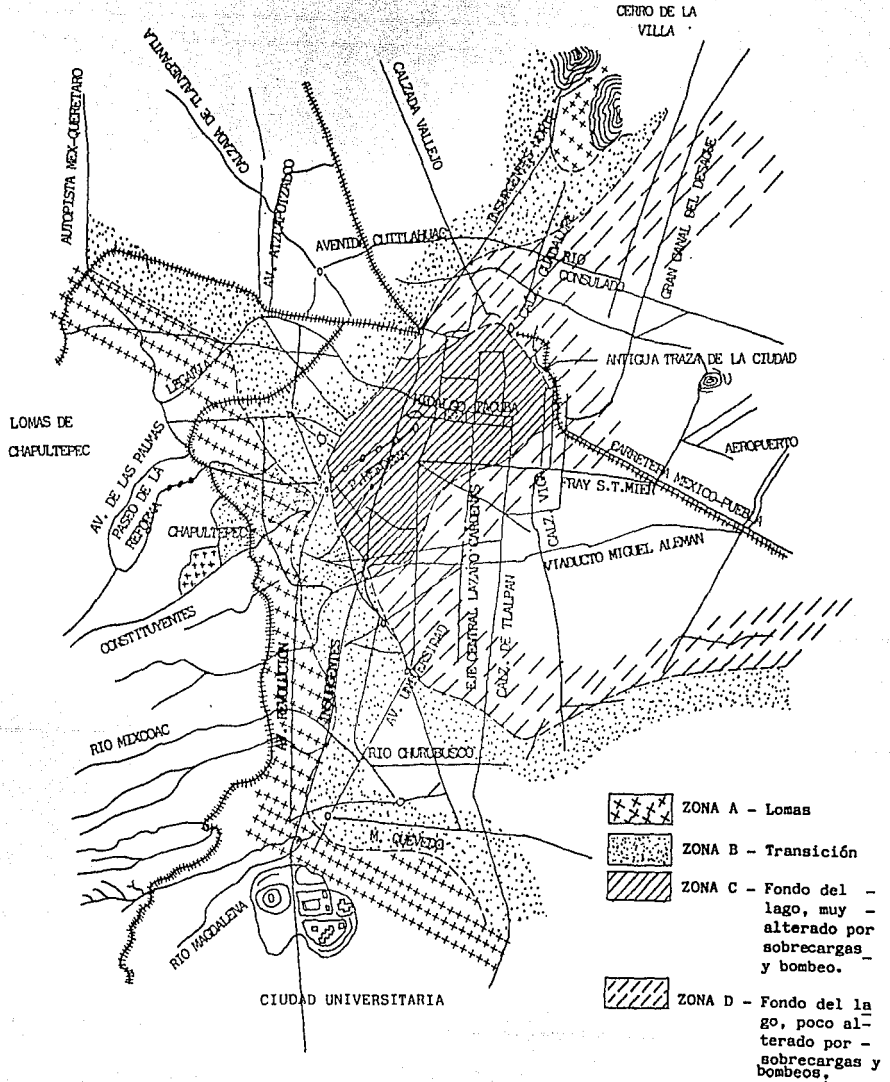 CERRO DE LA
VILLA
AUTOPISTA MEX-QUERETARO
CALZADA DE TLALNEPANTLA
AV. ATZCAPOTZALCO
CALZADA VALLEJO
INSURGENTES NORTE
AVENIDA CUITLAHUAC
CALZ. GUADALUPE
RIO
CONSULADO
GRAN CANAL DEL DESAGUE
ANTIGUA TRAZA DE LA CIUDAD
LEGARIA
HIDALGO TACUBA
LOMAS DE
CHAPULTEPEC
AEROPUERTO
CARRETERA MEXICO-PUEBLA
AV. DE LAS PALMAS
PASEO DE LA
REFORMA
P. REFORMA
FRAY S.T.MIER
CALZ. VIGA
CHAPULTEPEC
VIADUCTO MIGUEL ALEMAN
EJE CENTRAL LAZARO CARDENAS
CALZ. DE TLALPAN
CONSTITUYENTES
AV. REVOLUCION
INSURGENTES
AV. UNIVERSIDAD
RIO MIXCOAC
RIO CHURUBUSCO
M. QUEVEDO
RIO MAGDALENA
CIUDAD UNIVERSITARIA
ZONA A - Lomas
ZONA B - Transición
ZONA C - Fondo del -
lago, muy -
alterado por
sobrecargas
y bombeo.
ZONA D - Fondo del la
go, poco al-
terado por -
sobrecargas y
bombeos.